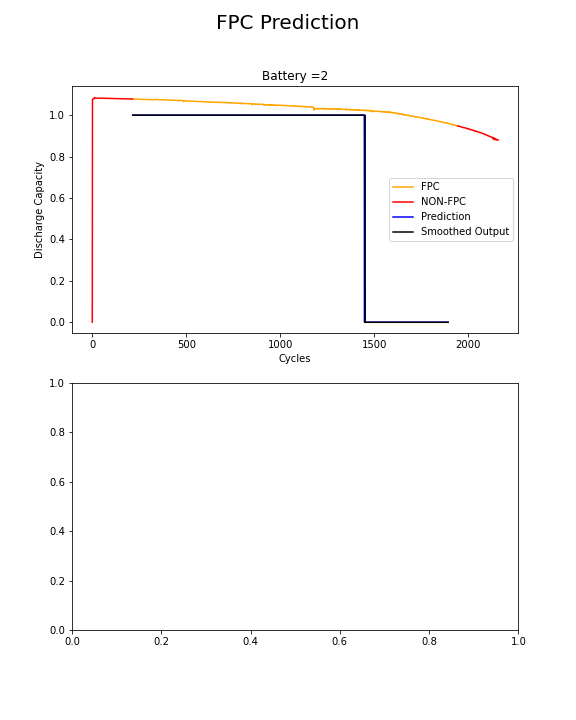 FPC Prediction
Battery =2
1.0
0.8
0.6
0.4
0.2
0.0
Discharge Capacity
FPC
NON-FPC
Prediction
Smoothed Output
0 500 1000 1500 2000
Cycles
1.0
0.8
0.6
0.4
0.2
0.0
0.0 0.2 0.4 0.6 0.8 1.0